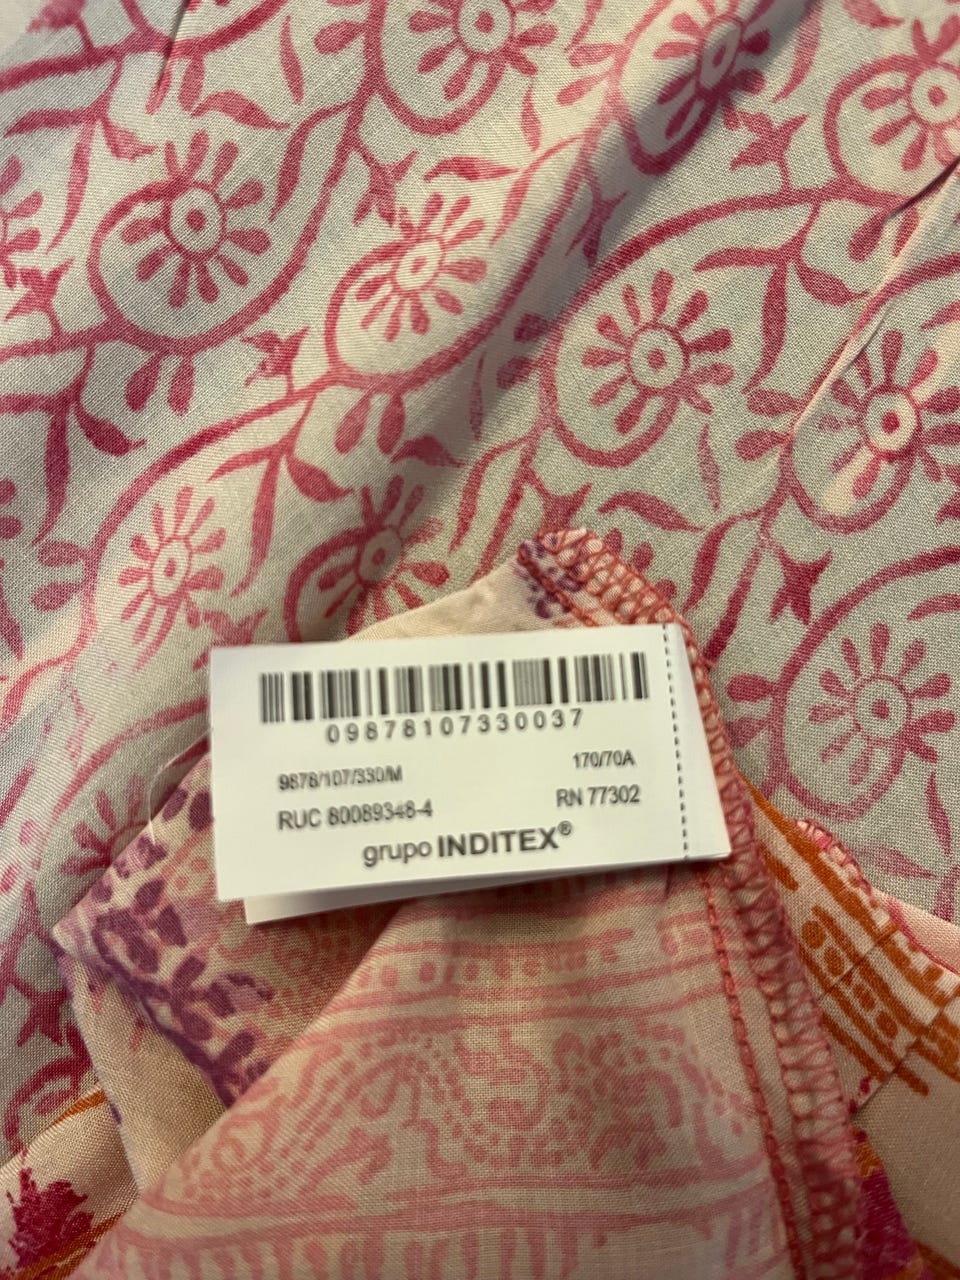 09878107330037
9878/107/330/M
170/70A
RUC 80089348-4
RN 77302
grupo INDITEX®